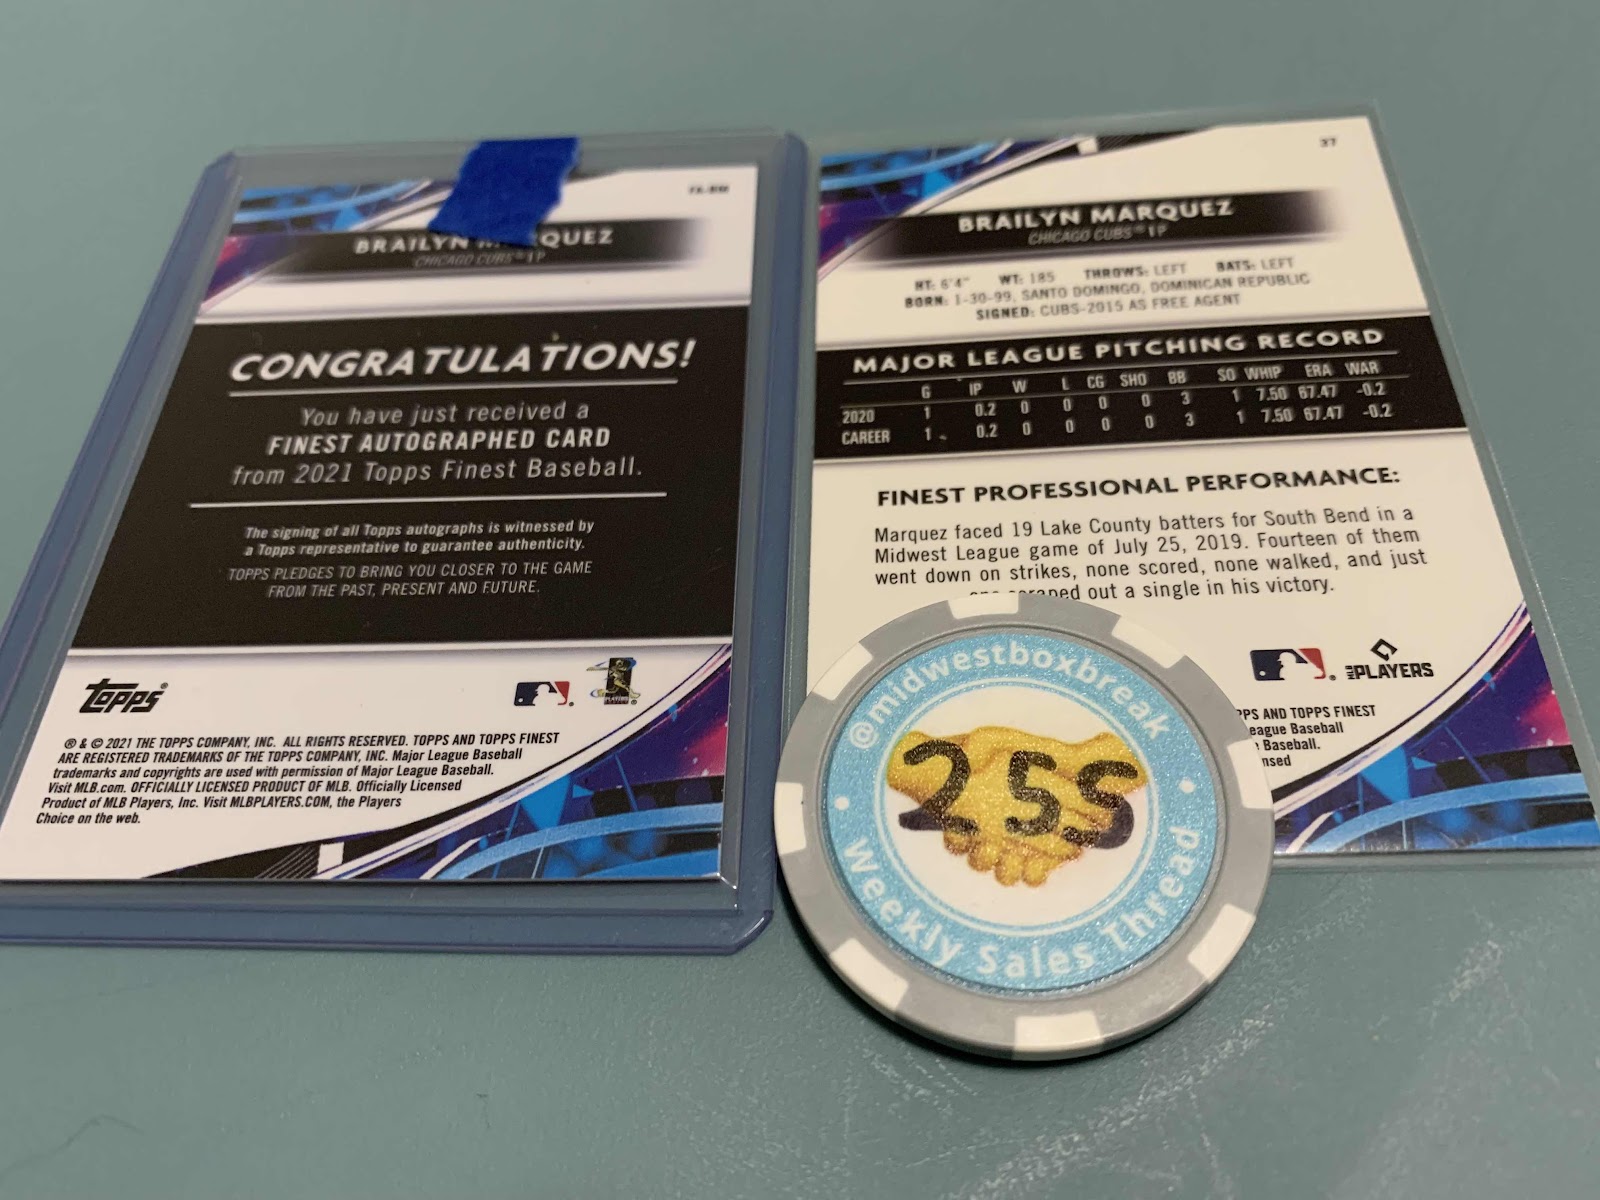 FA-BM
BRAILYN QUEZ
CHICAGO CUBS™ | P
CONGRATULATIONS!
You have just received a
FINEST AUTOGRAPHED CARD
from 2021 Topps Finest Baseball.
The signing of all Topps autographs is witnessed by
a Topps representative to guarantee authenticity.
TOPPS PLEDGES TO BRING YOU CLOSER TO THE GAME
FROM THE PAST, PRESENT AND FUTURE.
Topps
® & © 2021 THE TOPPS COMPANY, INC. ALL RIGHTS RESERVED. TOPPS AND TOPPS FINEST
ARE REGISTERED TRADEMARKS OF THE TOPPS COMPANY, INC. Major League Baseball
trademarks and copyrights are used with permission of Major League Baseball.
Visit MLB.com. OFFICIALLY LICENSED PRODUCT OF MLB. Officially Licensed
Product of MLB Players, Inc. Visit MLBPLAYERS.COM, the Players
Choice on the web.
37
BRAILYN MARQUEZ
CHICAGO CUBS™ | P
HT: 6'4" WT: 185 THROWS: LEFT BATS: LEFT
BORN: 1-30-99, SANTO DOMINGO, DOMINICAN REPUBLIC
SIGNED: CUBS-2015 AS FREE AGENT
MAJOR LEAGUE PITCHING RECORD
G IP W L CG SHO BB SO WHIP ERA WAR
2020 1 0.2 0 0 0 0 3 1 7.50 67.47 -0.2
CAREER 1 0.2 0 0 0 0 3 1 7.50 67.47 -0.2
FINEST PROFESSIONAL PERFORMANCE:
Marquez faced 19 Lake County batters for South Bend in a
Midwest League game of July 25, 2019. Fourteen of them
went down on strikes, none scored, none walked, and just
one scraped out a single in his victory.
PLAYERS
PPS AND TOPPS FINEST
eague Baseball
Baseball.
nsed
@midwestboxbreak
255
Weekly Sales Thread